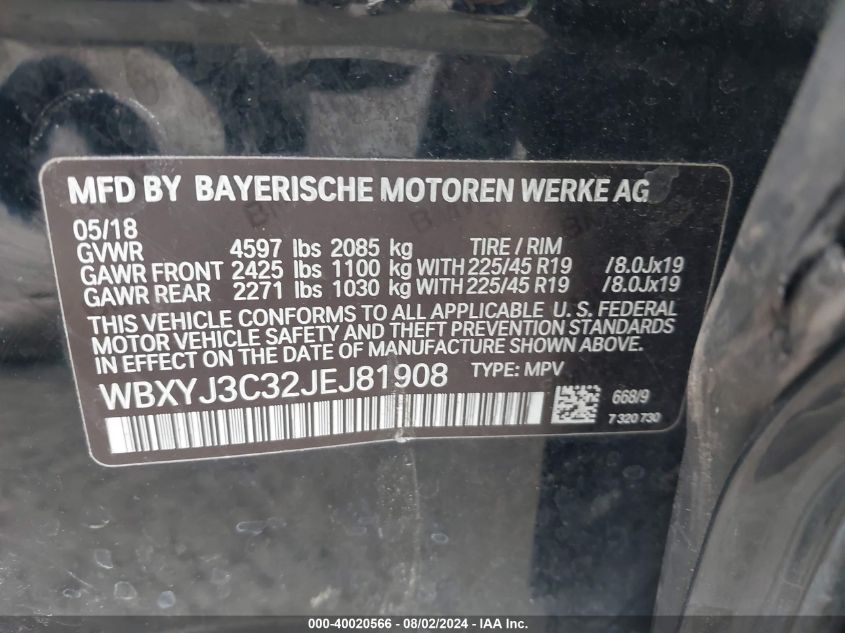 MFD BY BAYERISCHE MOTOREN WERKE AG
05/18
GVWR 4597 lbs 2085 kg TIRE / RIM
GAWR FRONT 2425 lbs 1100 kg WITH 225/45 R19 /8.0Jx19
GAWR REAR 2271 lbs 1030 kg WITH 225/45 R19 /8.0Jx19
THIS VEHICLE CONFORMS TO ALL APPLICABLE U. S. FEDERAL
MOTOR VEHICLE SAFETY AND THEFT PREVENTION STANDARDS
IN EFFECT ON THE DATE OF MANUFACTURE SHOWN ABOVE.
WBXYJ3C32JEJ81908 TYPE: MPV
668/9
7 320 730
000-40020566 - 08/02/2024 - IAA Inc.